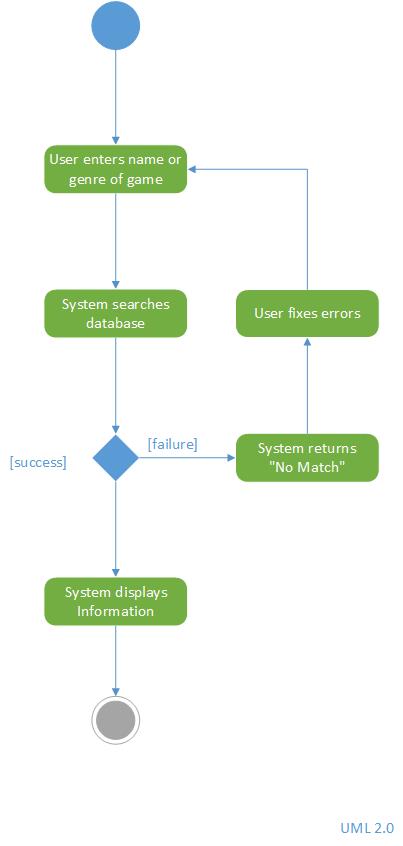 User enters name or
genre of game
System searches
database
User fixes errors
[failure]
[success]
System returns
"No Match"
System displays
Information
UML 2.0